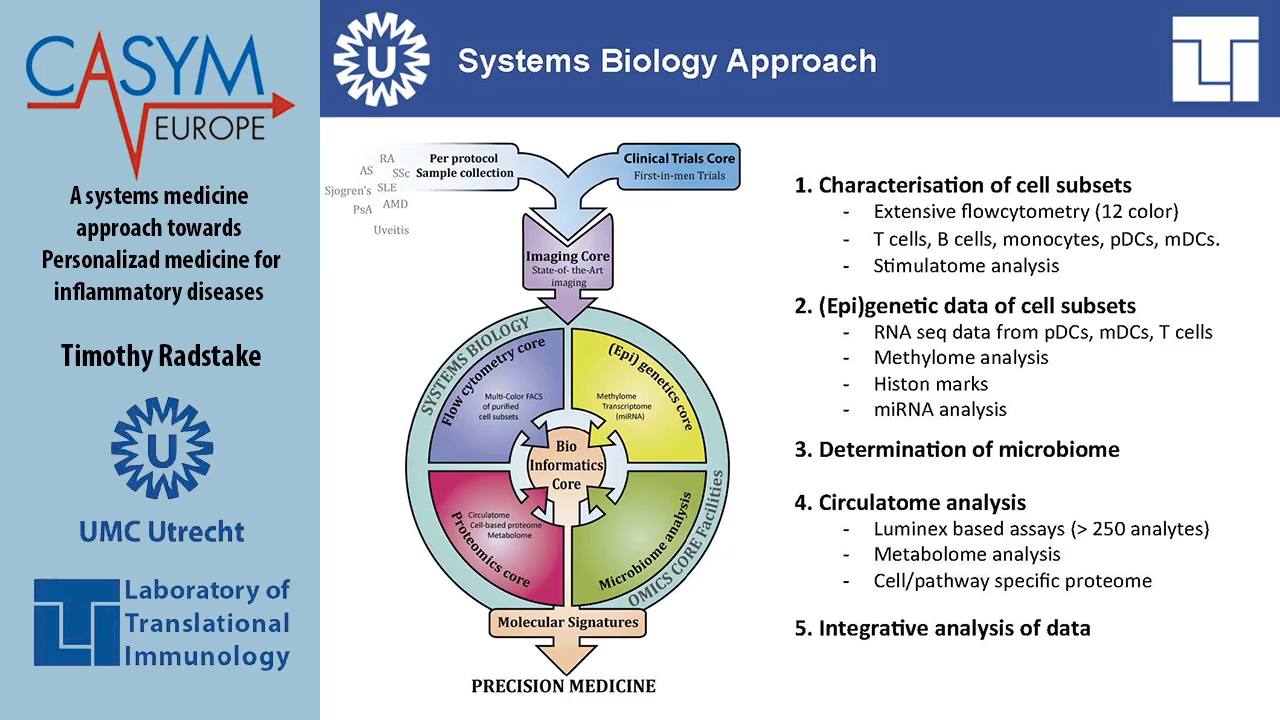 CASYM
EUROPE
A systems medicine
approach towards
Personalizad medicine for
inflammatory diseases
Timothy Radstake
U
UMC Utrecht
LTI
Laboratory of
Translational
Immunology
U
Systems Biology Approach
LTI
RA
AS
SSc
Sjogren's
SLE
PsA
AMD
Uveitis
Per protocol
Sample collection
Clinical Trials Core
First-in-men Trials
Imaging Core
State-of- the-Art
imaging
SYSTEMS BIOLOGY
Flow cytometry core
Multi-Color FACS
of purified
cell subsets
(Epi) genetics core
Methylome
Transcriptome
(miRNA)
Bio
Informatics
Core
Circulatome
Cell-based proteome
Metabolome
Proteomics core
Microbiome analysis
OMICS CORE Facilities
Molecular Signatures
PRECISION MEDICINE
1. Characterisation of cell subsets
- Extensive flowcytometry (12 color)
- T cells, B cells, monocytes, pDCs, mDCs.
- Stimulatome analysis
2. (Epi)genetic data of cell subsets
- RNA seq data from pDCs, mDCs, T cells
- Methylome analysis
- Histon marks
- miRNA analysis
3. Determination of microbiome
4. Circulatome analysis
- Luminex based assays (> 250 analytes)
- Metabolome analysis
- Cell/pathway specific proteome
5. Integrative analysis of data